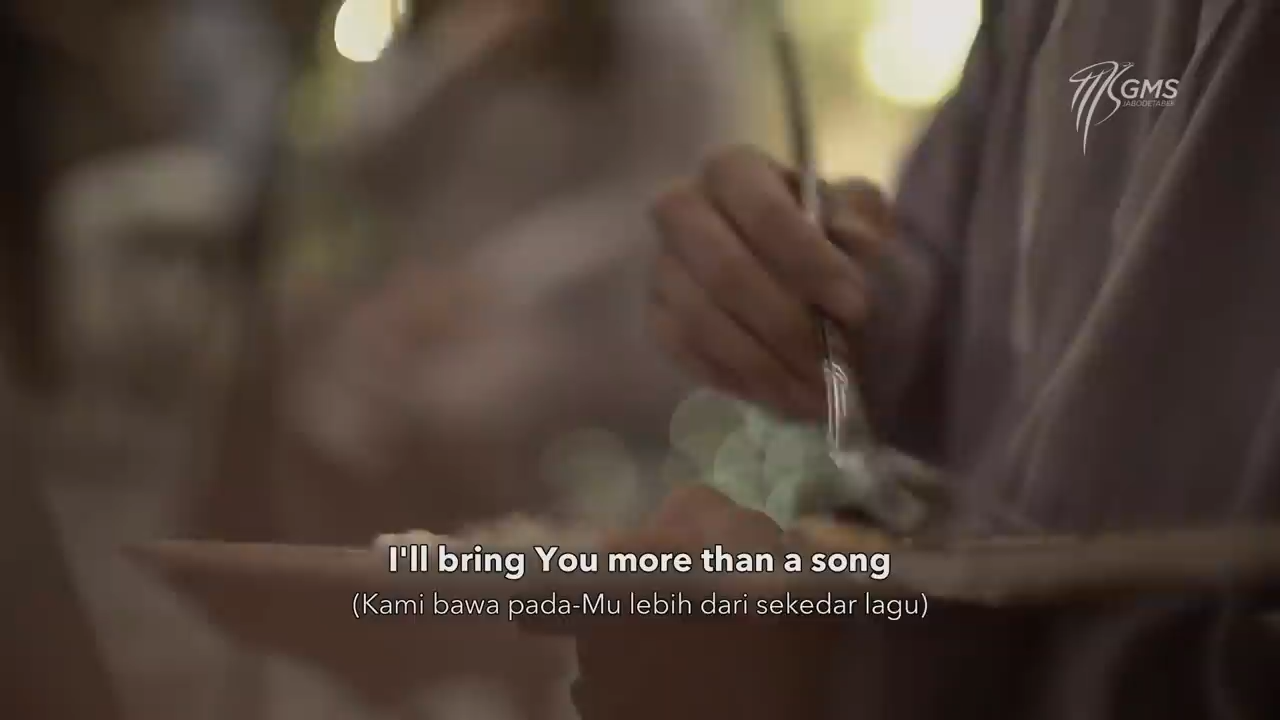 GMS
JABODETABEK
I'll bring You more than a song
(Kami bawa pada-Mu lebih dari sekedar lagu)